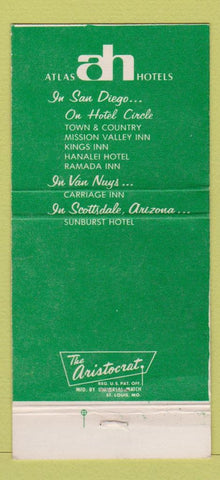 ah
ATLAS HOTELS
In San Diego...
On Hotel Circle
TOWN & COUNTRY
MISSION VALLEY INN
KINGS INN
HANALEI HOTEL
RAMADA INN
In Van Nuys...
CARRIAGE INN
In Scottsdale, Arizona...
SUNBURST HOTEL
The
Aristocrat
REG. U.S. PAT. OFF.
MFD. BY UNIVERSAL MATCH
ST. LOUIS, MO.